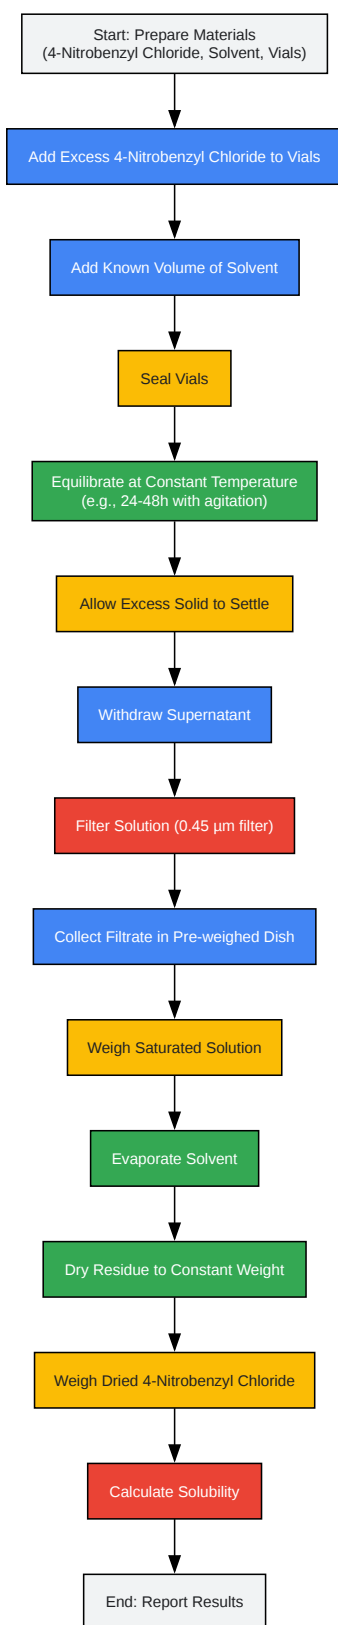 Start: Prepare Materials
(4-Nitrobenzyl Chloride, Solvent, Vials)
Add Excess 4-Nitrobenzyl Chloride to Vials
Add Known Volume of Solvent
Seal Vials
Equilibrate at Constant Temperature
(e.g., 24-48h with agitation)
Allow Excess Solid to Settle
Withdraw Supernatant
Filter Solution (0.45 µm filter)
Collect Filtrate in Pre-weighed Dish
Weigh Saturated Solution
Evaporate Solvent
Dry Residue to Constant Weight
Weigh Dried 4-Nitrobenzyl Chloride
Calculate Solubility
End: Report Results